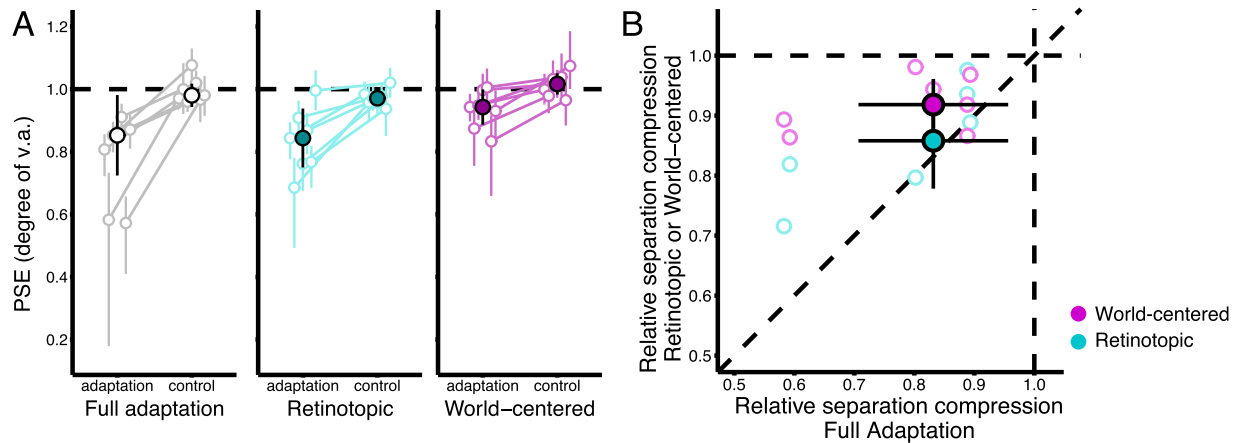 A
PSE (degree of v.a.)
1.2
1.0
0.8
0.6
0.4
0.2
adaptation control
Full adaptation
adaptation control
Retinotopic
adaptation control
World−centered
B
Relative separation compression
Retinotopic or World−centered
1.0
0.9
0.8
0.7
0.6
0.5
0.5 0.6 0.7 0.8 0.9 1.0
Relative separation compression
Full Adaptation
World-centered
Retinotopic